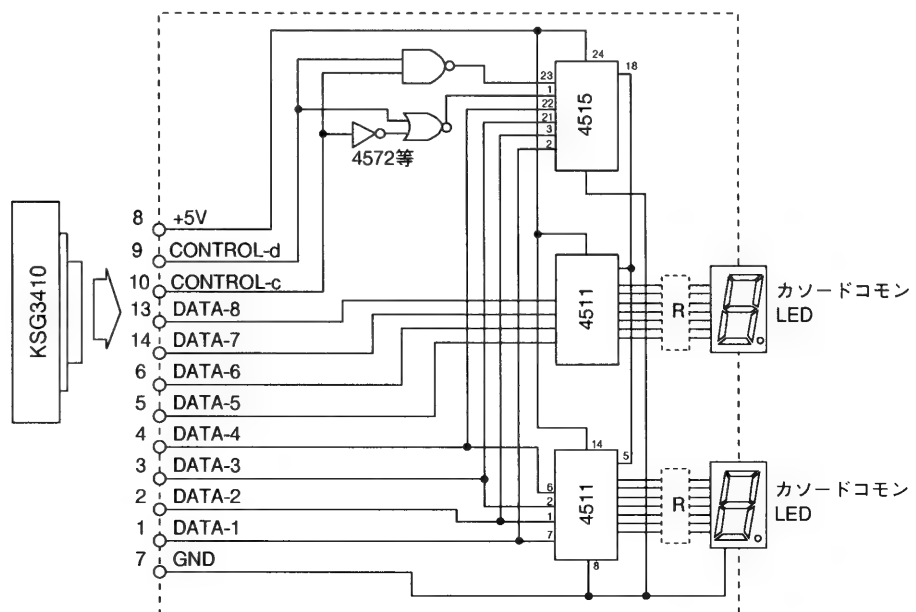 24
18
23
1
22
21
3
2
4515
4572等
KSG3410
8 +5V
9 CONTROL-d
10 CONTROL-c
13 DATA-8
14 DATA-7
6 DATA-6
5 DATA-5
4 DATA-4
3 DATA-3
2 DATA-2
1 DATA-1
7 GND
4511
R
カソードコモン
LED
14
5
6
2
1
7
4511
8
R
カソードコモン
LED